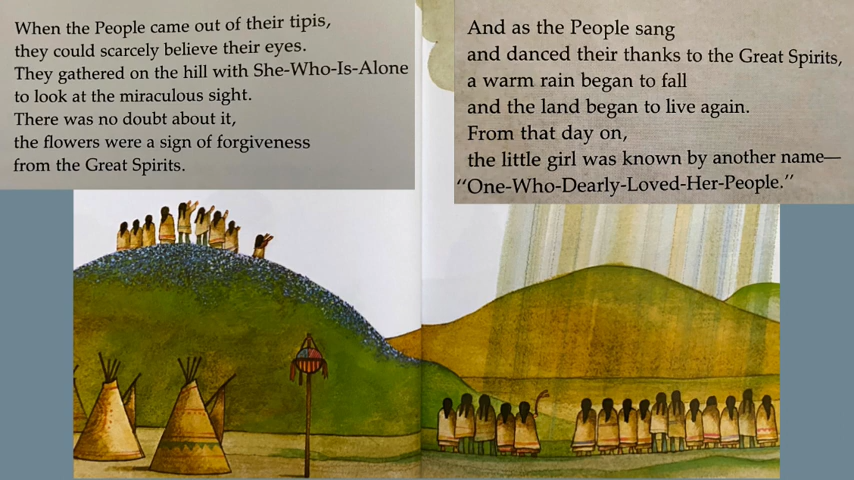 When the People came out of their tipis,
they could scarcely believe their eyes.
They gathered on the hill with She-Who-Is-Alone
to look at the miraculous sight.
There was no doubt about it,
the flowers were a sign of forgiveness
from the Great Spirits.
And as the People sang
and danced their thanks to the Great Spirits,
a warm rain began to fall
and the land began to live again.
From that day on,
the little girl was known by another name—
“One-Who-Dearly-Loved-Her-People.”